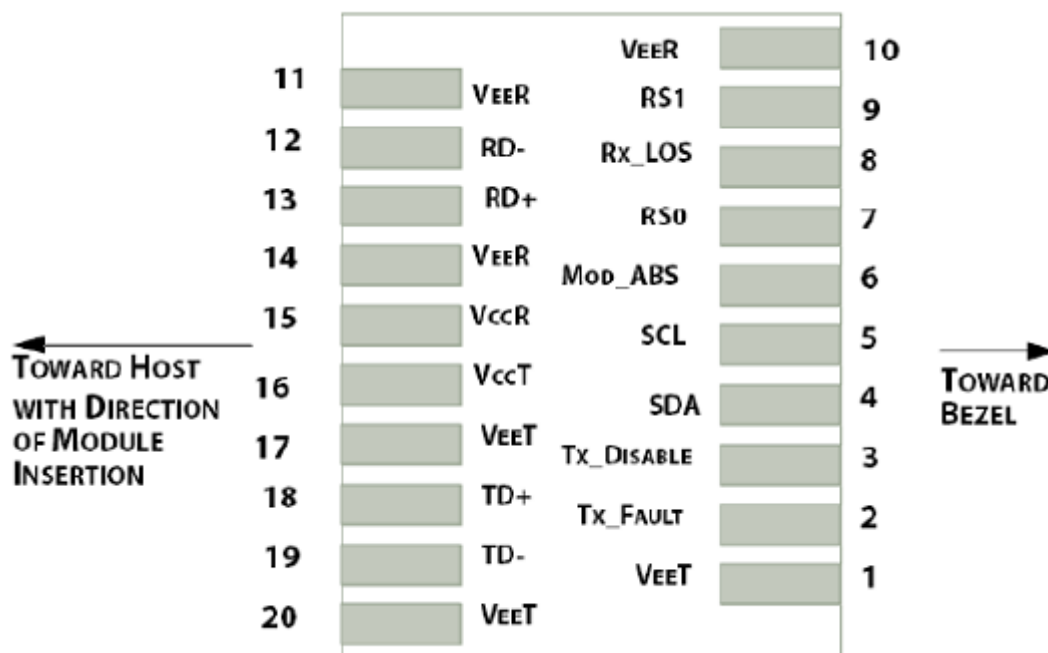 11 VEER
12 RD-
13 RD+
14 VEER
15 VCCR
16 VCCT
17 VEET
18 TD+
19 TD-
20 VEET
VEER 10
RS1 9
RX_LOS 8
RS0 7
MOD_ABS 6
SCL 5
SDA 4
TX_DISABLE 3
TX_FAULT 2
VEET 1
TOWARD HOST
WITH DIRECTION
OF MODULE
INSERTION
TOWARD
BEZEL